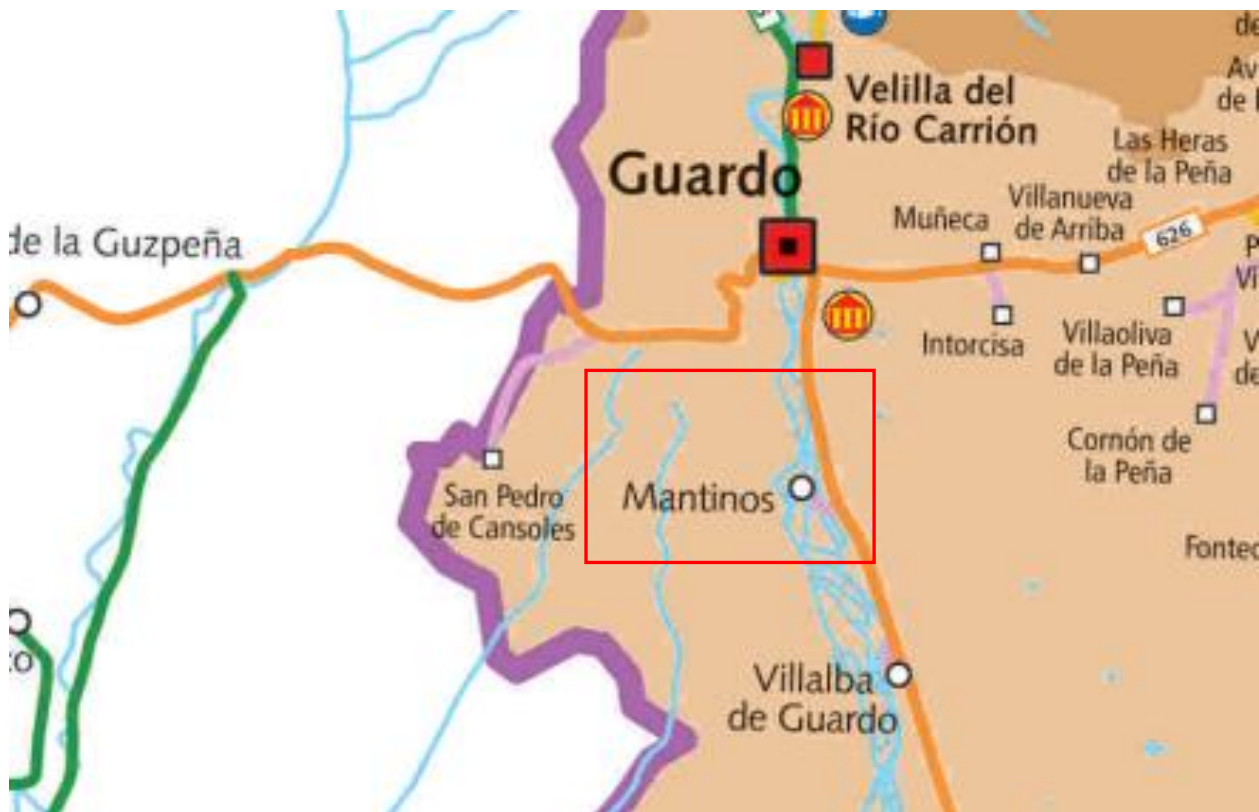 Velilla del
Río Carrión
Guardo
Las Heras
de la Peña
Villanueva
de Arriba
Muñeca
626
de la Guzpeña
Intorcisa
Villaoliva
de la Peña
Cornón de
la Peña
San Pedro
de Cansoles
Mantinos
Villalba
de Guardo